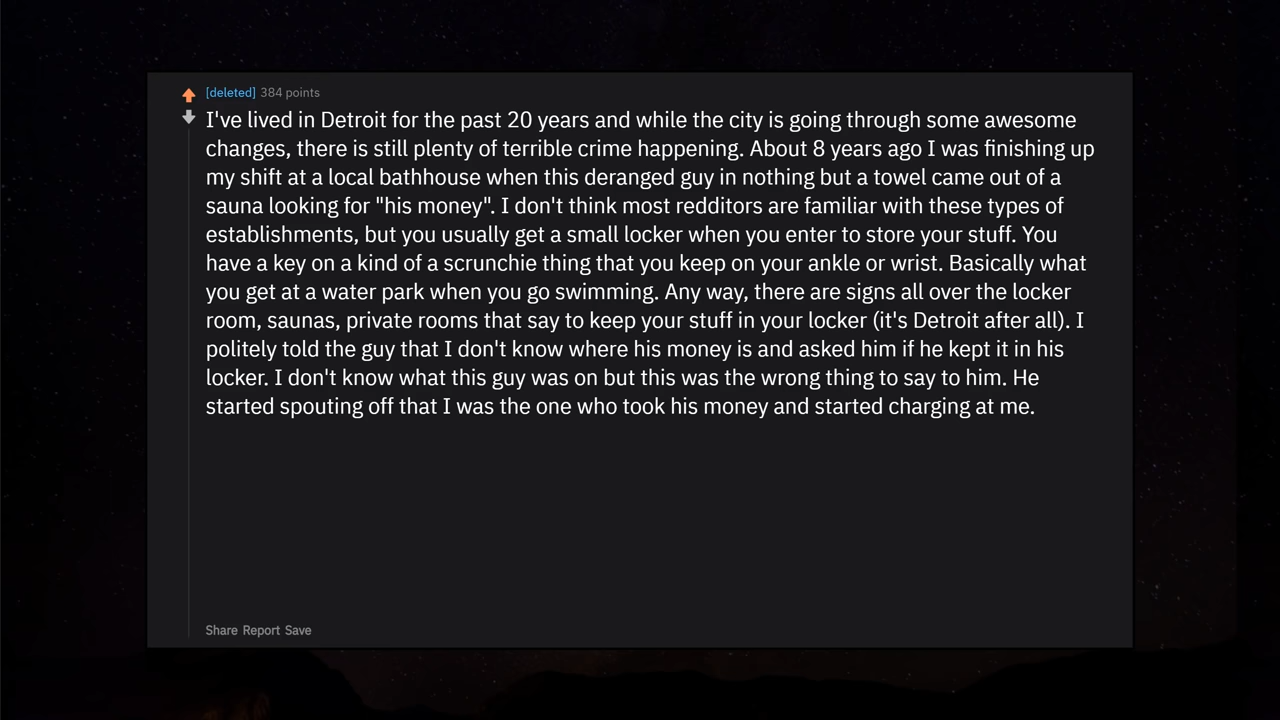 [deleted] 384 points
I've lived in Detroit for the past 20 years and while the city is going through some awesome
changes, there is still plenty of terrible crime happening. About 8 years ago I was finishing up
my shift at a local bathhouse when this deranged guy in nothing but a towel came out of a
sauna looking for "his money". I don't think most redditors are familiar with these types of
establishments, but you usually get a small locker when you enter to store your stuff. You
have a key on a kind of a scrunchie thing that you keep on your ankle or wrist. Basically what
you get at a water park when you go swimming. Any way, there are signs all over the locker
room, saunas, private rooms that say to keep your stuff in your locker (it's Detroit after all). I
politely told the guy that I don't know where his money is and asked him if he kept it in his
locker. I don't know what this guy was on but this was the wrong thing to say to him. He
started spouting off that I was the one who took his money and started charging at me.
Share Report Save